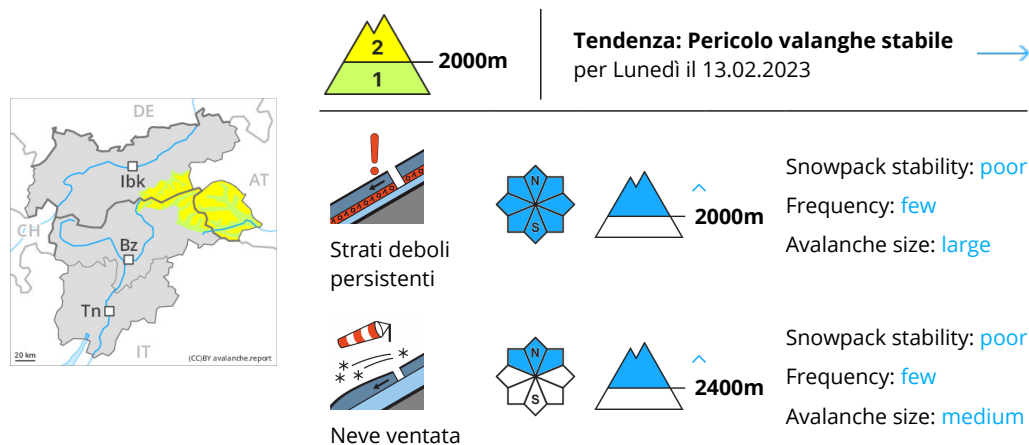 2
1
2000m
Tendenza: Pericolo valanghe stabile
per Lunedì il 13.02.2023
DE
AT
Ibk
CH
Bz
Tn
IT
20 km
(CC)BY avalanche.report
Strati deboli
persistenti
N
S
2000m
Snowpack stability: poor
Frequency: few
Avalanche size: large
Neve ventata
N
S
2400m
Snowpack stability: poor
Frequency: few
Avalanche size: medium